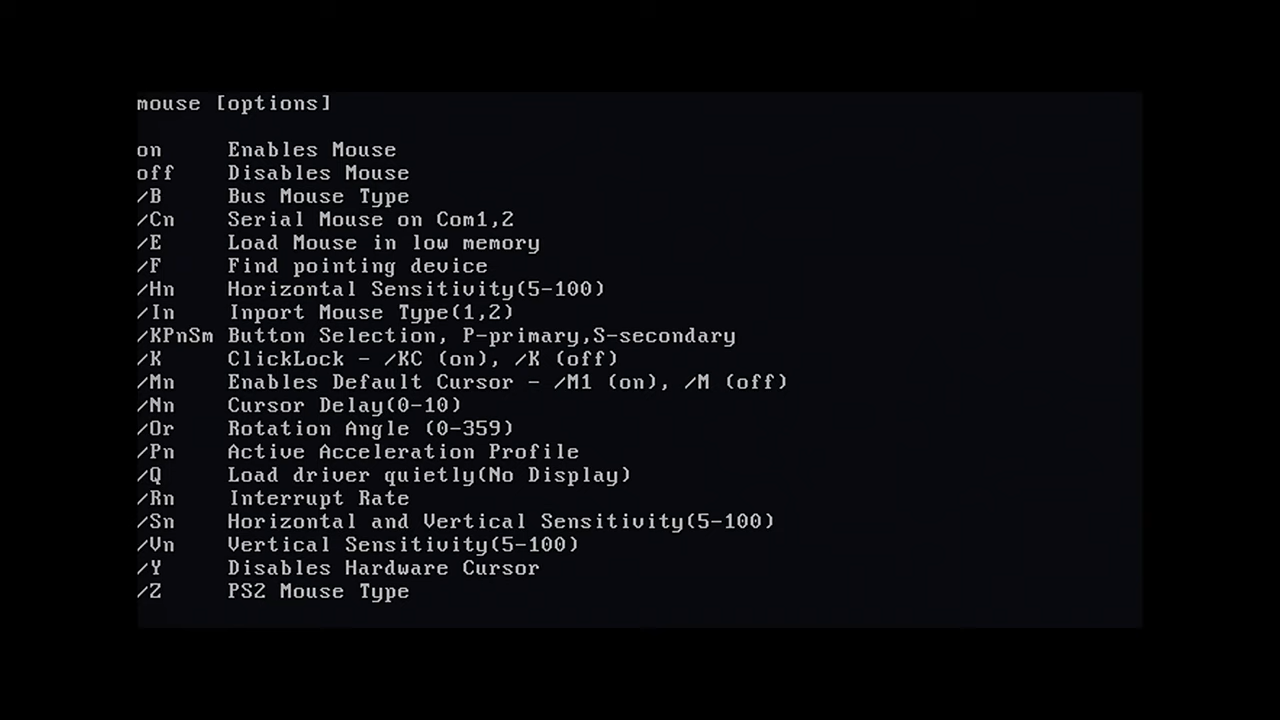 mouse [options]
on Enables Mouse
off Disables Mouse
/B Bus Mouse Type
/Cn Serial Mouse on Com1,2
/E Load Mouse in low memory
/F Find pointing device
/Hn Horizontal Sensitivity(5-100)
/In Inport Mouse Type(1,2)
/KPnSm Button Selection, P-primary,S-secondary
/K ClickLock - /KC (on), /K (off)
/Mn Enables Default Cursor - /M1 (on), /M (off)
/Nn Cursor Delay(0-10)
/Or Rotation Angle (0-359)
/Pn Active Acceleration Profile
/Q Load driver quietly(No Display)
/Rn Interrupt Rate
/Sn Horizontal and Vertical Sensitivity(5-100)
/Vn Vertical Sensitivity(5-100)
/Y Disables Hardware Cursor
/Z PS2 Mouse Type